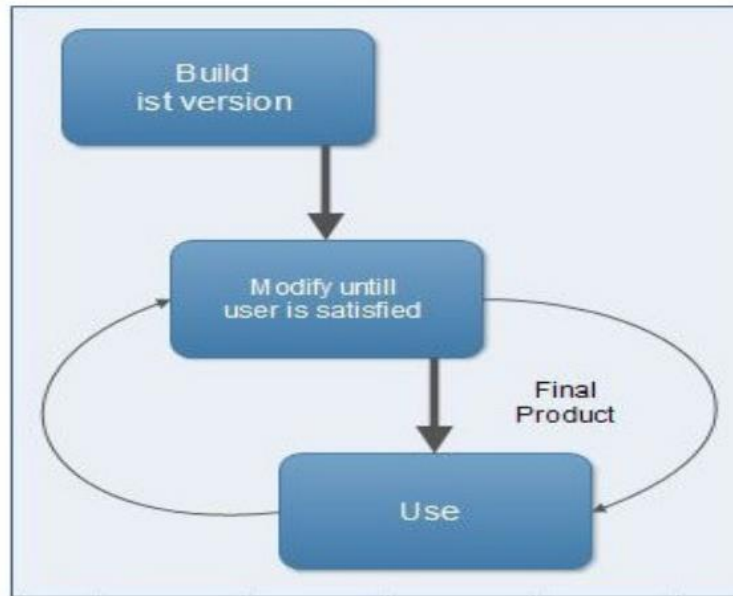 Build
ist version
Modify untill
user is satisfied
Final
Product
Use